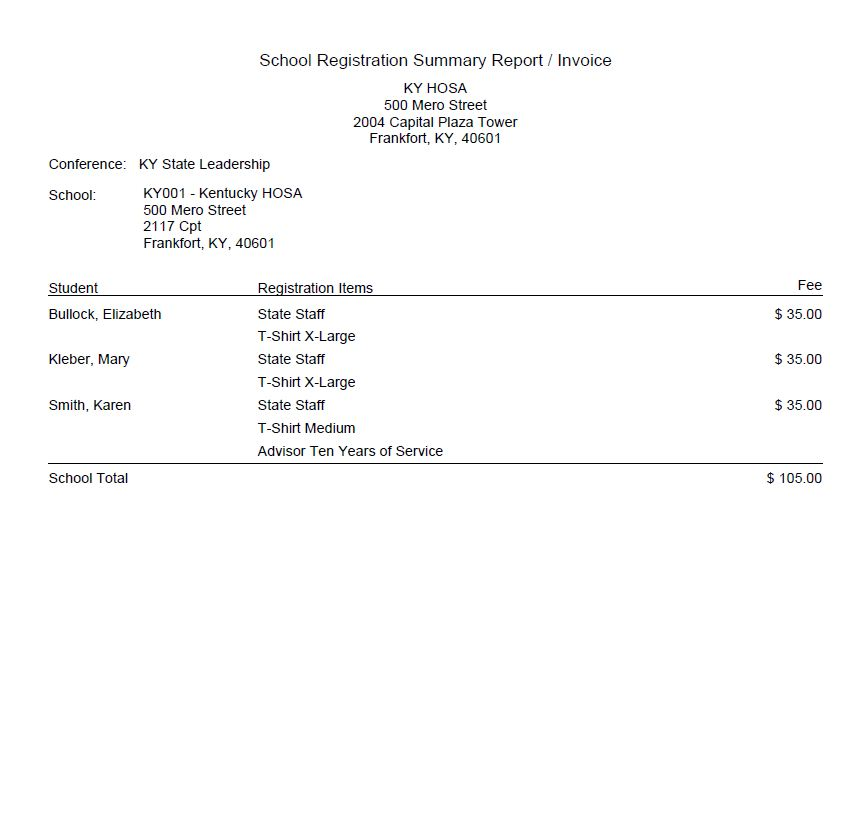 School Registration Summary Report / Invoice
KY HOSA
500 Mero Street
2004 Capital Plaza Tower
Frankfort, KY, 40601
Conference: KY State Leadership
School: KY001 - Kentucky HOSA
500 Mero Street
2117 Cpt
Frankfort, KY, 40601
Student Registration Items Fee
Bullock, Elizabeth State Staff $ 35.00
T-Shirt X-Large
Kleber, Mary State Staff $ 35.00
T-Shirt X-Large
Smith, Karen State Staff $ 35.00
T-Shirt Medium
Advisor Ten Years of Service
School Total $ 105.00